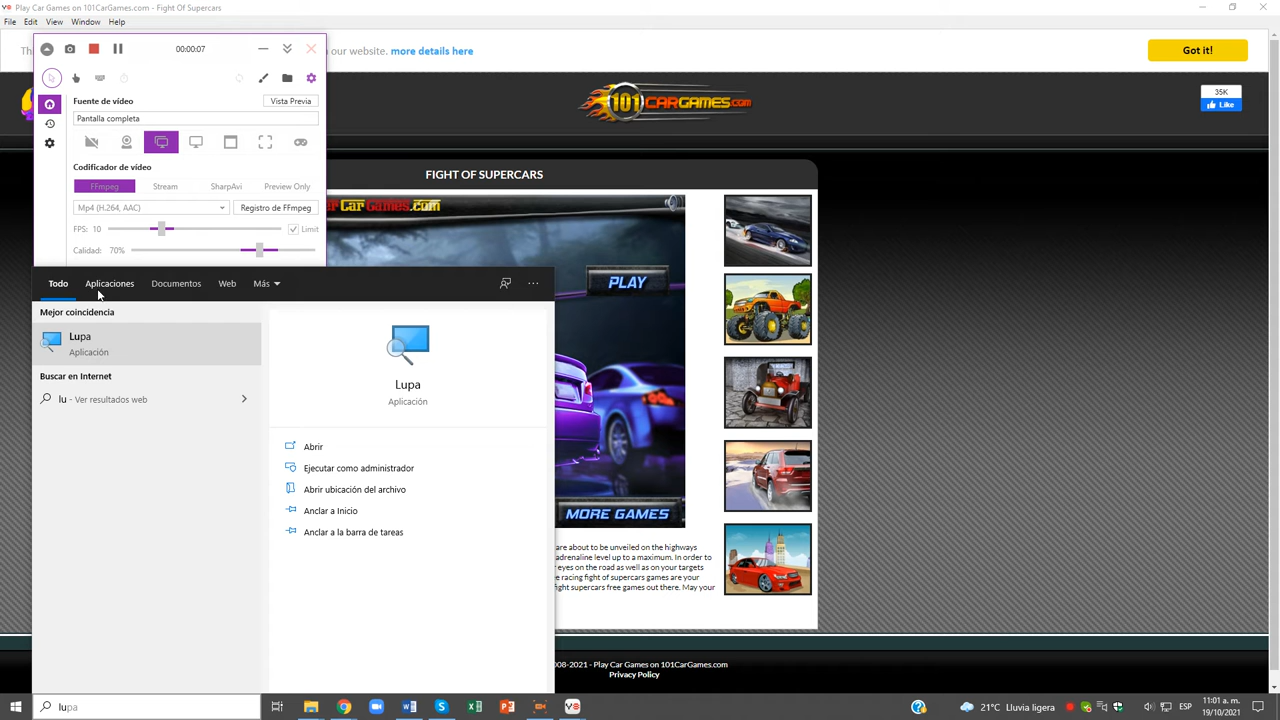 Play Car Games on 101CarGames.com - Fight Of Supercars
File Edit View Window Help
Th
our website. more details here
Got it!
00:00:07
Fuente de vídeo
Vista Previa
Pantalla completa
Codificador de vídeo
FFmpeg Stream SharpAvi Preview Only
Mp4 (H.264, AAC)
Registro de FFmpeg
FPS: 10
Limit
Calidad: 70%
101CARGAMES.COM
35K
Like
FIGHT OF SUPERCARS
CarGames.com
PLAY
MORE GAMES
are about to be unveiled on the highways
adrenaline level up to a maximum. In order to
eyes on the road as well as on your targets
e racing fight of supercars games are your
fight supercars free games out there. May your
008-2021 - Play Car Games on 101CarGames.com
Privacy Policy
Todo Aplicaciones Documentos Web Más
Mejor coincidencia
Lupa
Aplicación
Buscar en Internet
lu - Ver resultados web
Lupa
Aplicación
Abrir
Ejecutar como administrador
Abrir ubicación del archivo
Anclar a Inicio
Anclar a la barra de tareas
lupa
21°C Lluvia ligera
ESP
11:01 a. m.
19/10/2021